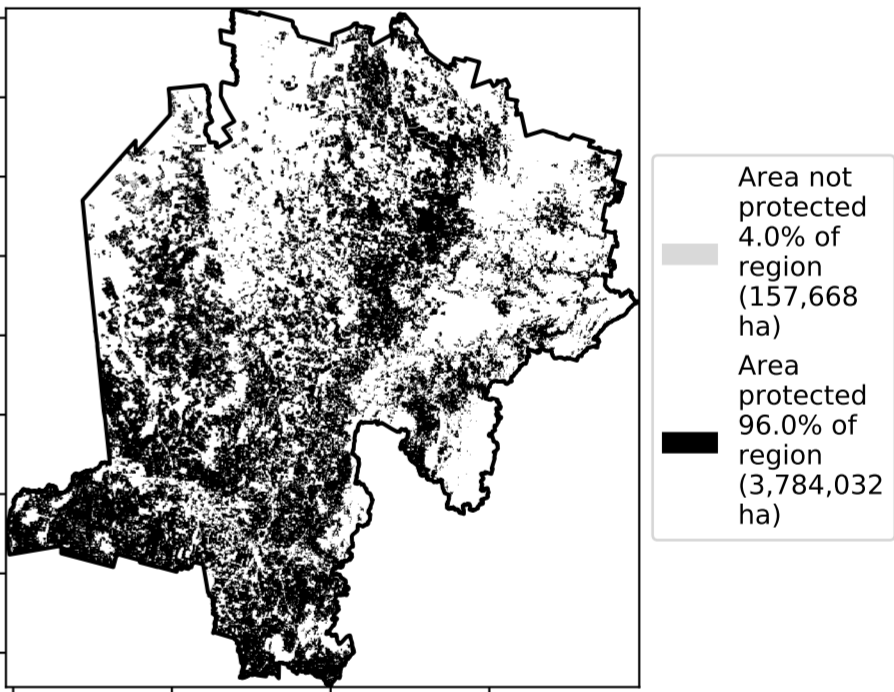 Area not
protected
4.0% of
region
(157,668
ha)
Area
protected
96.0% of
region
(3,784,032
ha)